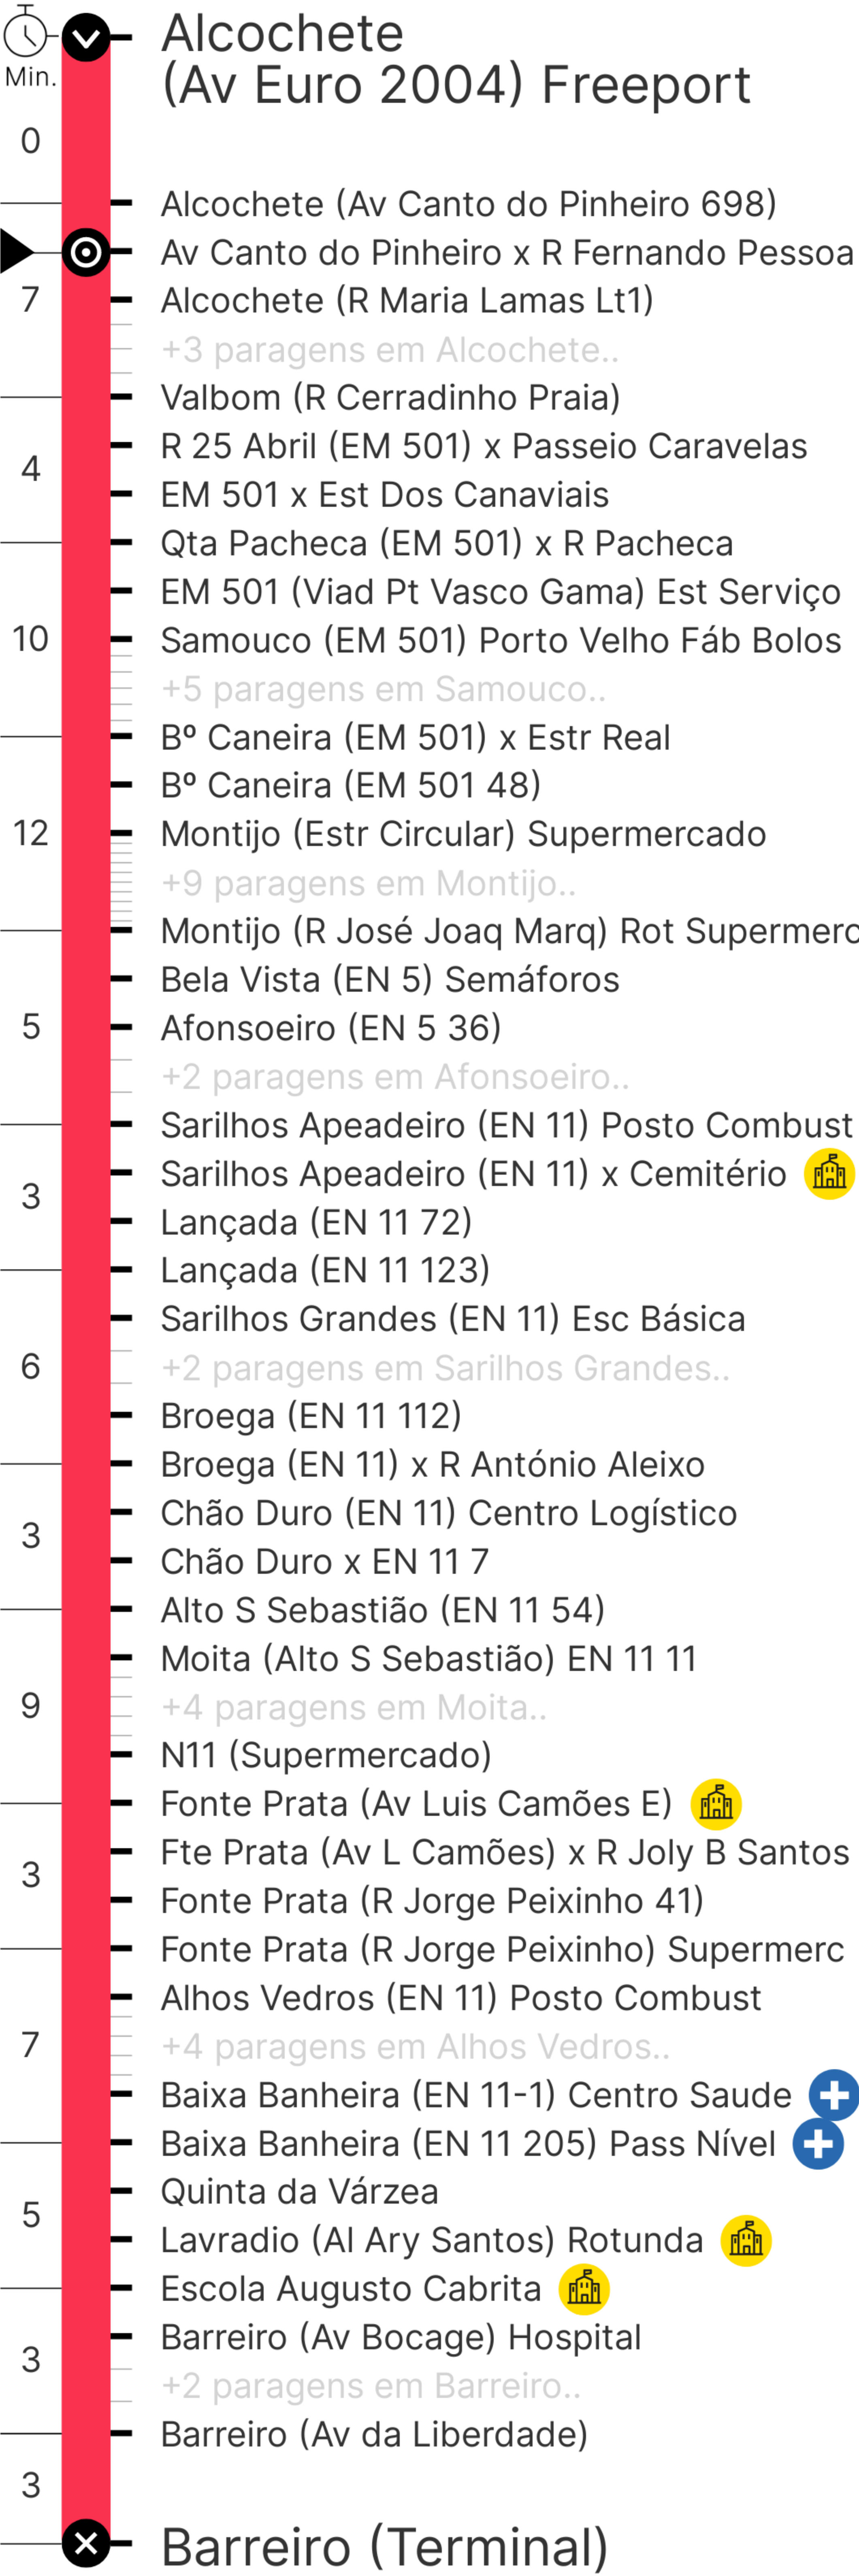 Min.
Alcochete
(Av Euro 2004) Freeport
0
Alcochete (Av Canto do Pinheiro 698)
Av Canto do Pinheiro x R Fernando Pessoa
7
Alcochete (R Maria Lamas Lt1)
+3 paragens em Alcochete..
Valbom (R Cerradinho Praia)
R 25 Abril (EM 501) x Passeio Caravelas
4
EM 501 x Est Dos Canaviais
Qta Pacheca (EM 501) x R Pacheca
EM 501 (Viad Pt Vasco Gama) Est Serviço
10
Samouco (EM 501) Porto Velho Fáb Bolos
+5 paragens em Samouco..
Bº Caneira (EM 501) x Estr Real
Bº Caneira (EM 501 48)
12
Montijo (Estr Circular) Supermercado
+9 paragens em Montijo..
Montijo (R José Joaq Marq) Rot Supermerc
Bela Vista (EN 5) Semáforos
5
Afonsoeiro (EN 5 36)
+2 paragens em Afonsoeiro..
Sarilhos Apeadeiro (EN 11) Posto Combust
Sarilhos Apeadeiro (EN 11) x Cemitério
3
Lançada (EN 11 72)
Lançada (EN 11 123)
Sarilhos Grandes (EN 11) Esc Básica
6
+2 paragens em Sarilhos Grandes..
Broega (EN 11 112)
Broega (EN 11) x R António Aleixo
Chão Duro (EN 11) Centro Logístico
3
Chão Duro x EN 11 7
Alto S Sebastião (EN 11 54)
Moita (Alto S Sebastião) EN 11 11
9
+4 paragens em Moita..
N11 (Supermercado)
Fonte Prata (Av Luis Camões E)
Fte Prata (Av L Camões) x R Joly B Santos
3
Fonte Prata (R Jorge Peixinho 41)
Fonte Prata (R Jorge Peixinho) Supermerc
Alhos Vedros (EN 11) Posto Combust
7
+4 paragens em Alhos Vedros..
Baixa Banheira (EN 11-1) Centro Saude
Baixa Banheira (EN 11 205) Pass Nível
Quinta da Várzea
5
Lavradio (Al Ary Santos) Rotunda
Escola Augusto Cabrita
Barreiro (Av Bocage) Hospital
3
+2 paragens em Barreiro..
Barreiro (Av da Liberdade)
3
Barreiro (Terminal)